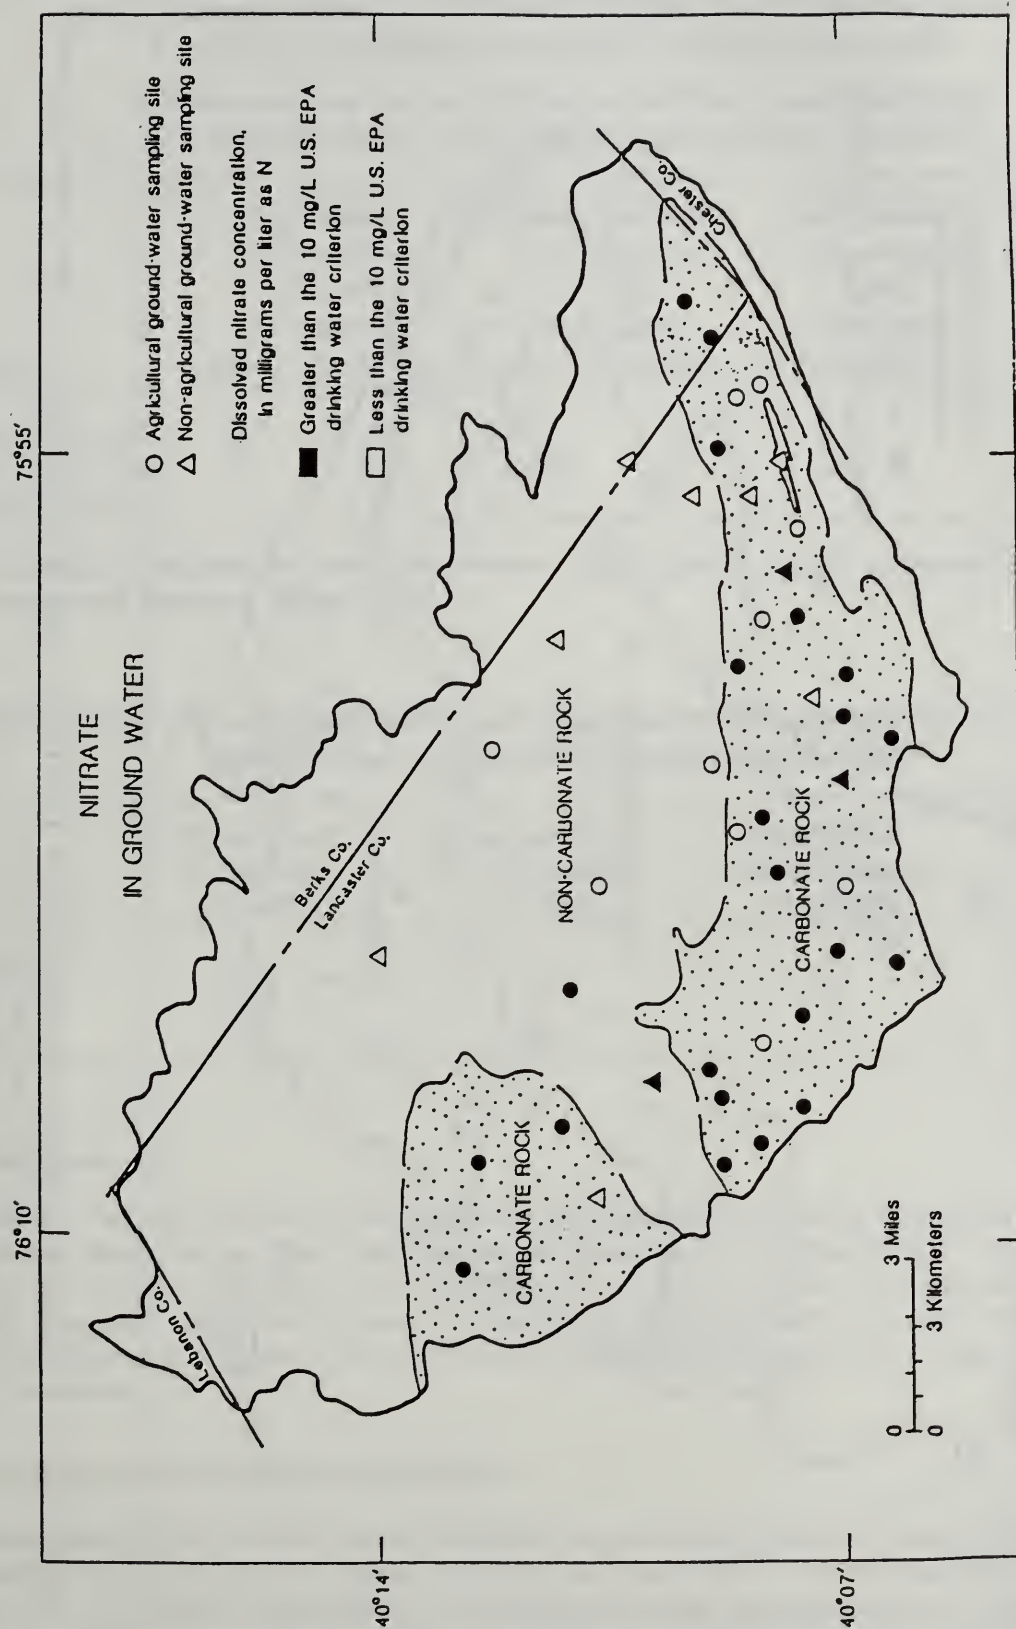 NITRATE
IN GROUND WATER
76°10′
75°55′
40°14′
40°07′
○ Agricultural ground-water sampling site
△ Non-agricultural ground-water sampling site
Dissolved nitrate concentration,
in milligrams per liter as N
■ Greater than the 10 mg/L U.S. EPA
drinking water criterion
□ Less than the 10 mg/L U.S. EPA
drinking water criterion
Lebanon Co.
Berks Co.
Lancaster Co.
Chester Co.
NON-CARBONATE ROCK
CARBONATE ROCK
CARBONATE ROCK
0 3 Miles
0 3 Kilometers